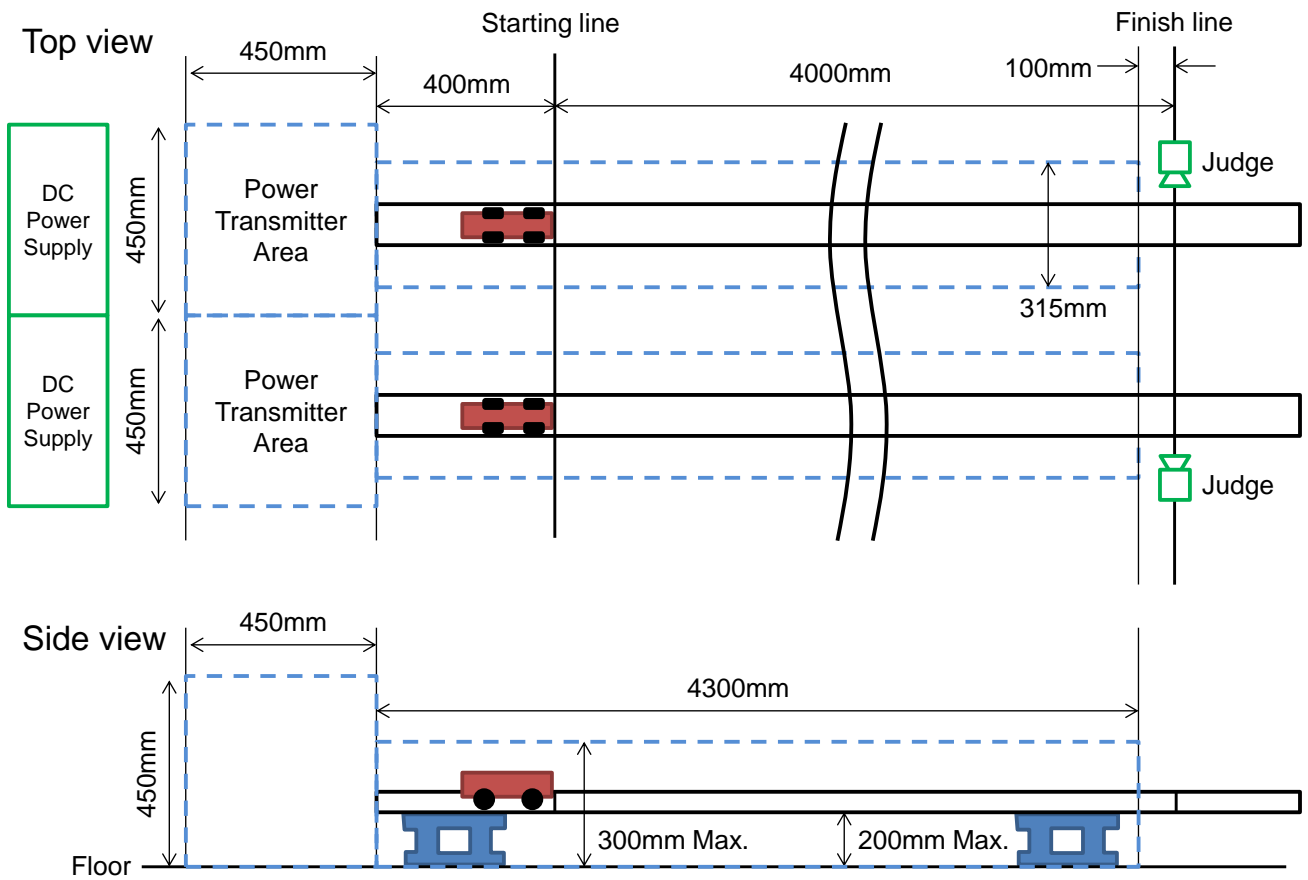 Top view
450mm
Starting line
Finish line
400mm
4000mm
100mm
DC
Power
Supply
450mm
Power
Transmitter
Area
Judge
315mm
DC
Power
Supply
450mm
Power
Transmitter
Area
Judge
Side view
450mm
4300mm
450mm
300mm Max.
200mm Max.
Floor